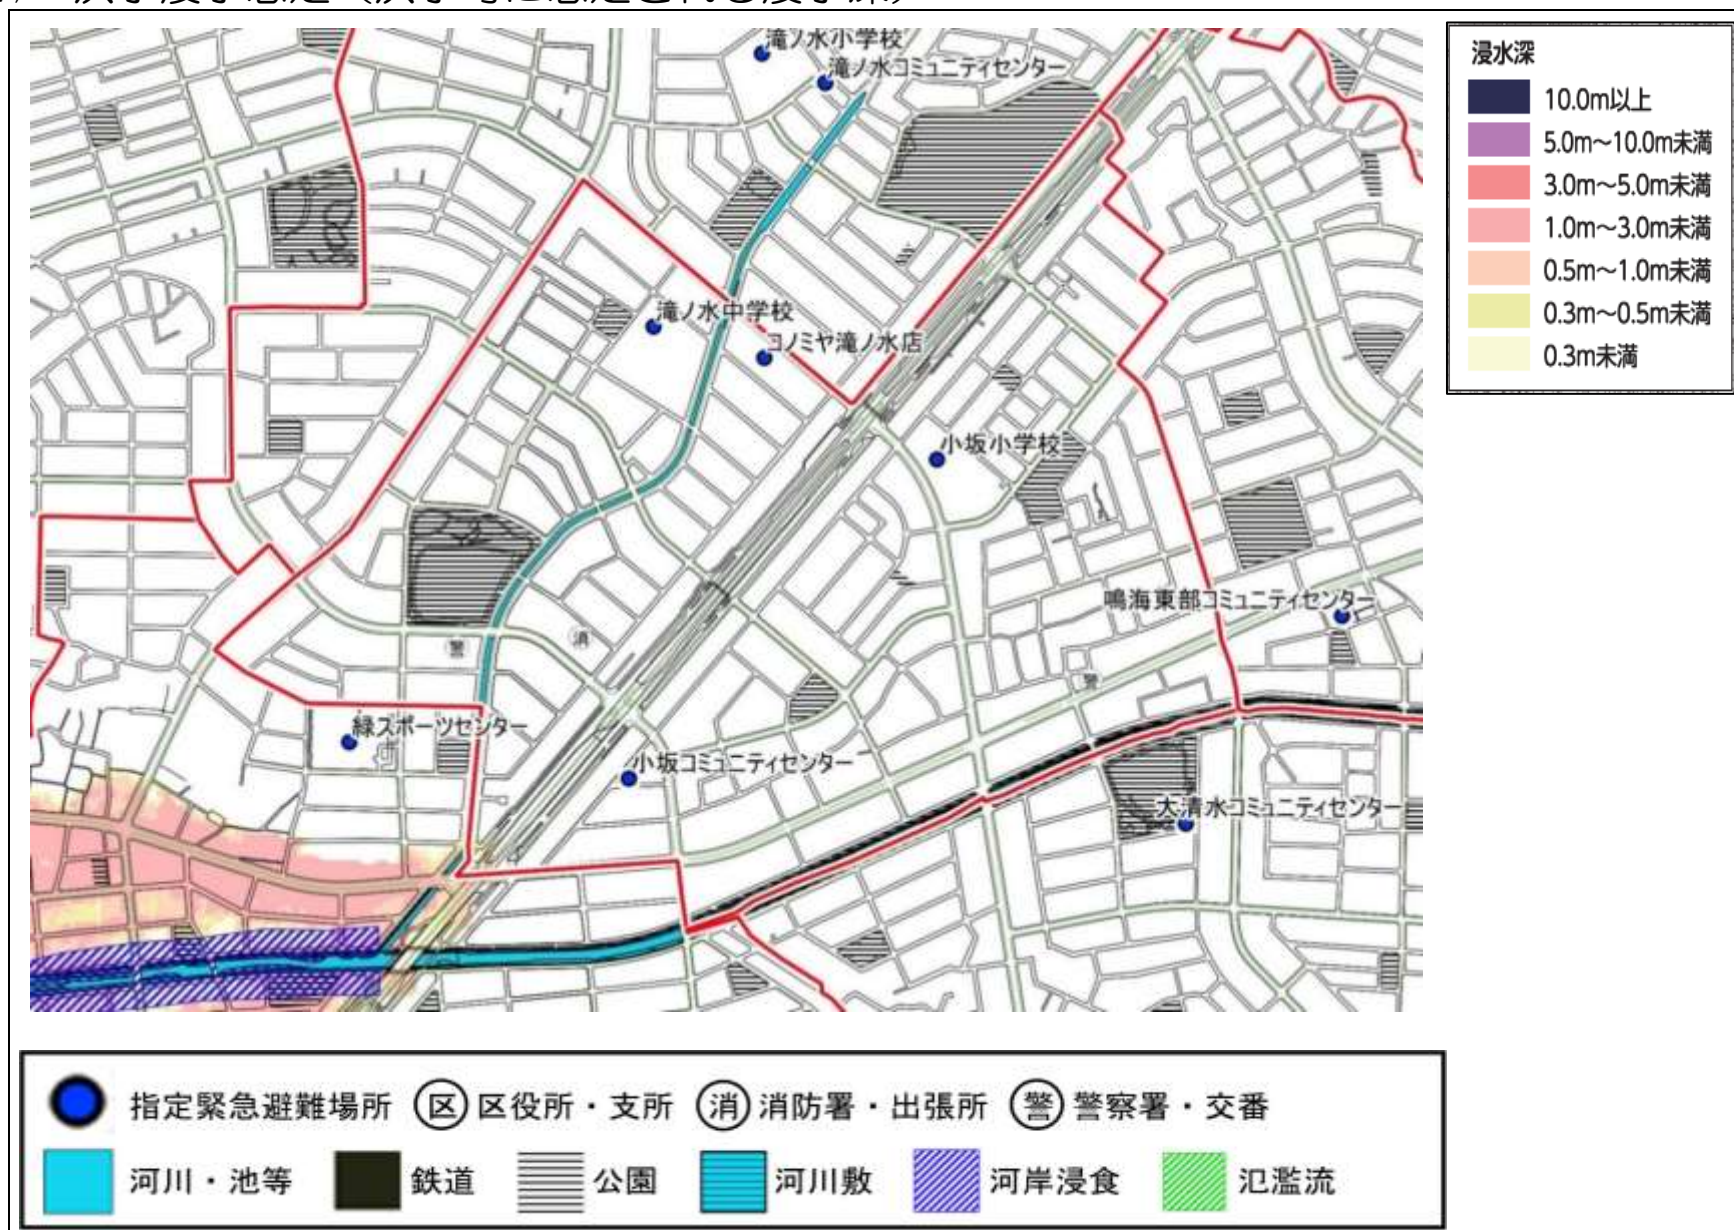 滝ノ水小学校
滝ノ水コミュニティセンター
滝ノ水中学校
コノミヤ滝ノ水店
小坂小学校
鳴海東部コミュニティセンター
消
警
警
緑スポーツセンター
小坂コミュニティセンター
大清水コミュニティセンター
浸水深
10.0m以上
5.0m～10.0m未満
3.0m～5.0m未満
1.0m～3.0m未満
0.5m～1.0m未満
0.3m～0.5m未満
0.3m未満
指定緊急避難場所 区 区役所・支所 消 消防署・出張所 警 警察署・交番
河川・池等 鉄道 公園 河川敷 河岸浸食 氾濫流